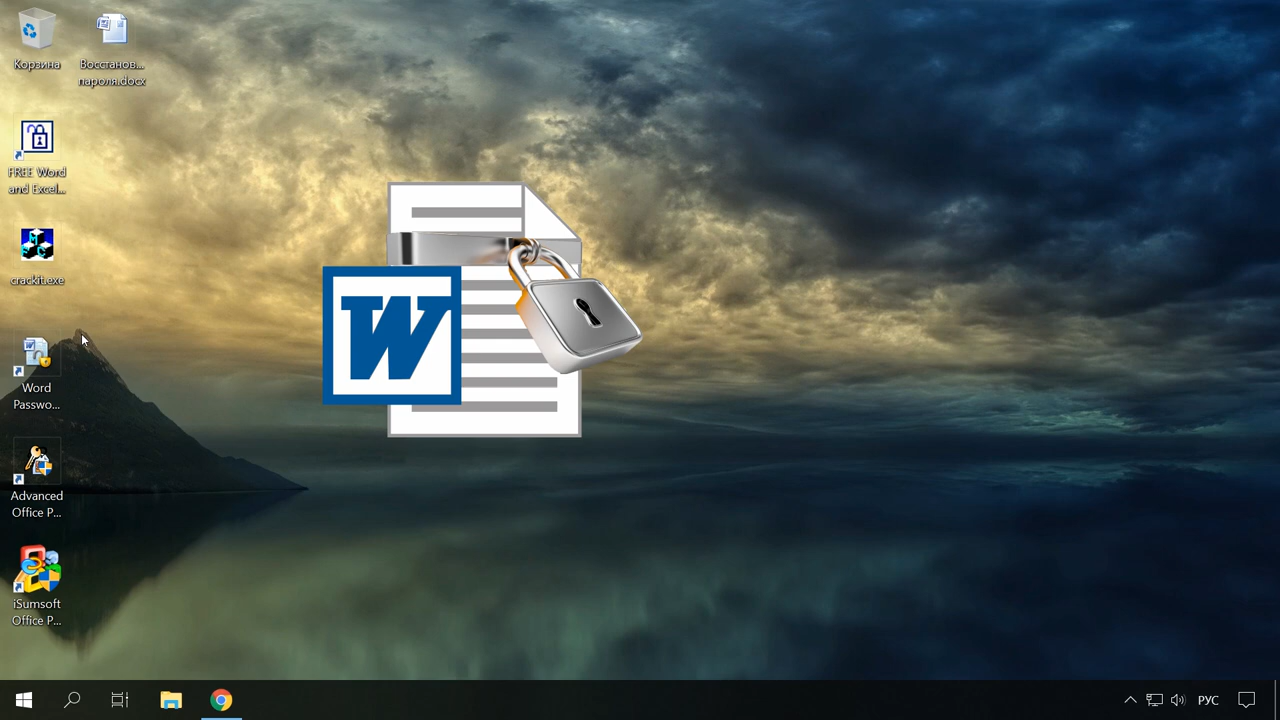 Корзина
Восстанов...
пароля.docx
FREE Word
and Excel...
crackit.exe
Word
Passwo...
Advanced
Office P...
iSumsoft
Office P...
W
РУС